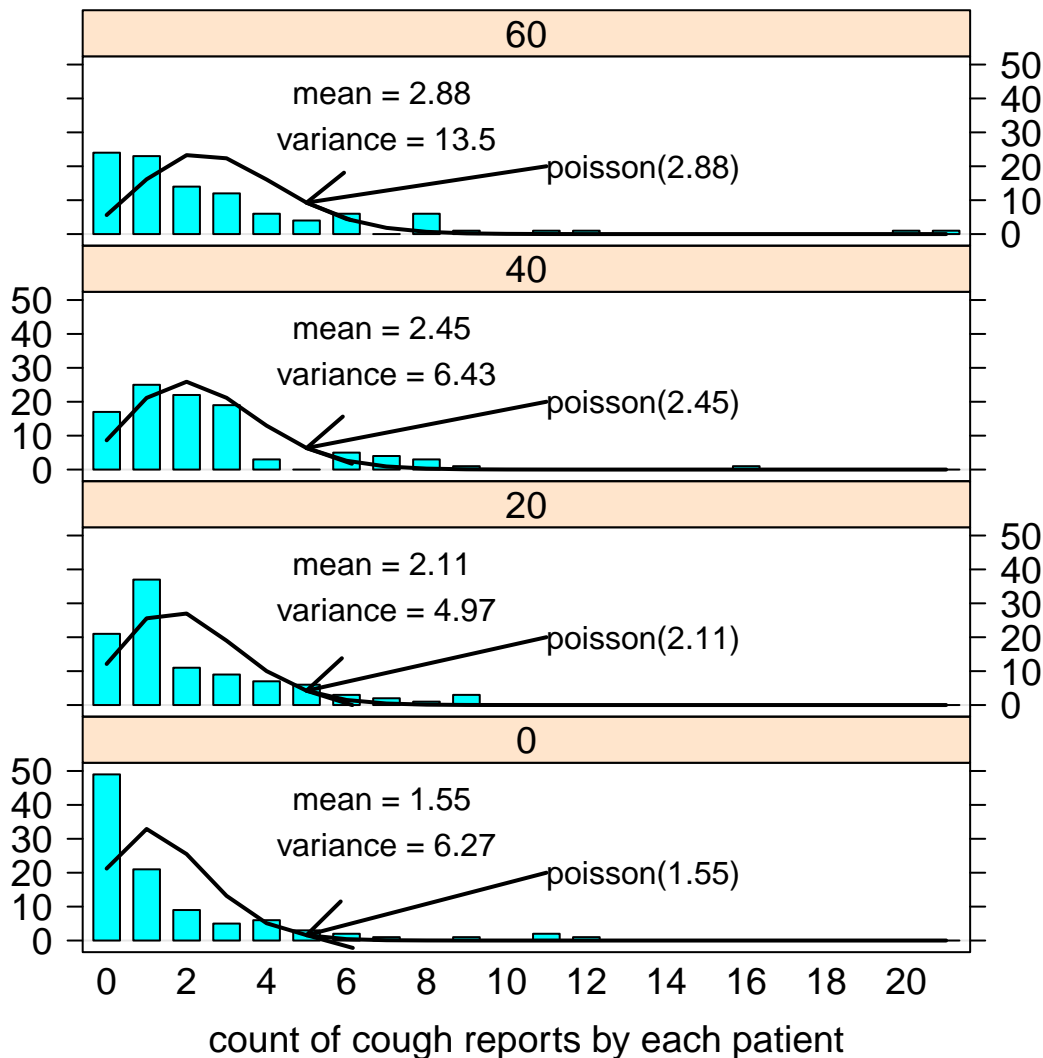 60
mean = 2.88
variance = 13.5
poisson(2.88)
50
40
30
20
10
0
40
mean = 2.45
variance = 6.43
poisson(2.45)
50
40
30
20
10
0
20
mean = 2.11
variance = 4.97
poisson(2.11)
50
40
30
20
10
0
0
mean = 1.55
variance = 6.27
poisson(1.55)
50
40
30
20
10
0
0 2 4 6 8 10 12 14 16 18 20
count of cough reports by each patient